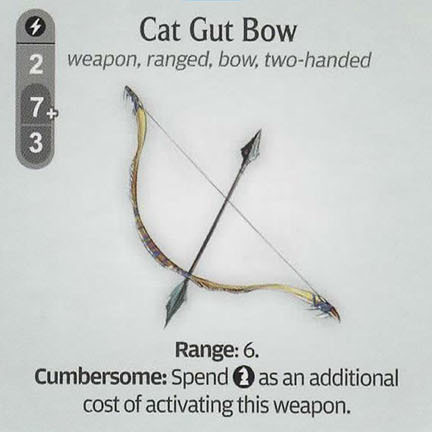 Cat Gut Bow
weapon, ranged, bow, two-handed
2
7+
3
Range: 6.
Cumbersome: Spend as an additional
cost of activating this weapon.